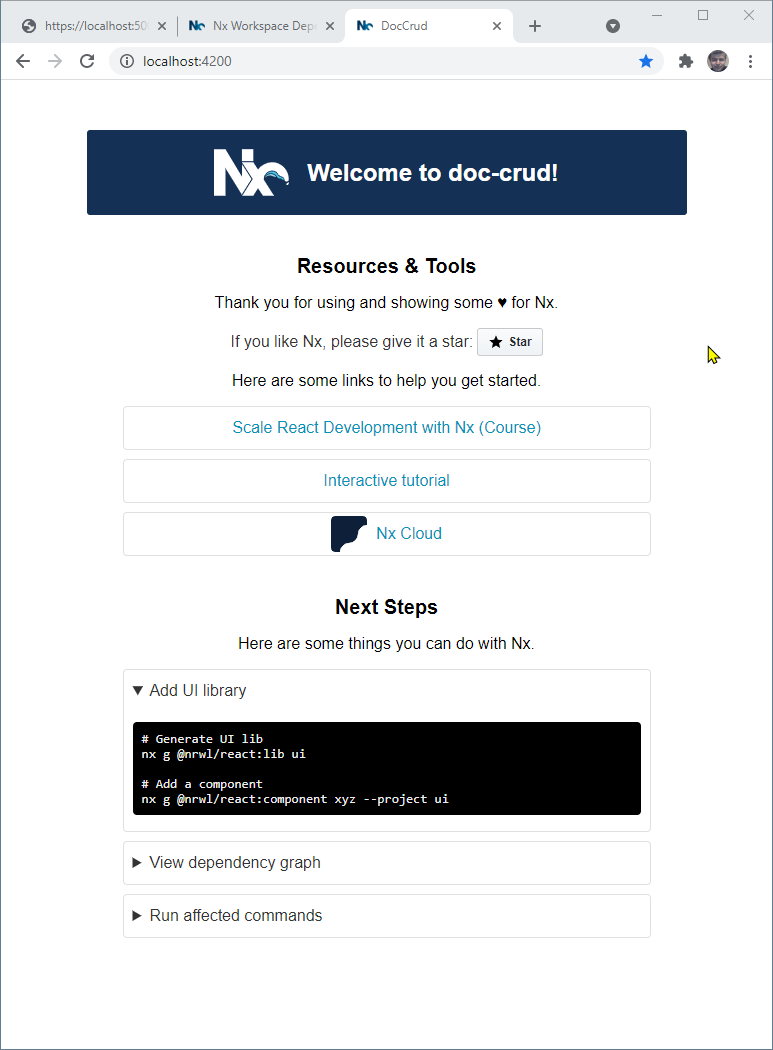 https://localhost:50
Nx Workspace Dep
DocCrud
localhost:4200
Nx
Welcome to doc-crud!
Resources & Tools
Thank you for using and showing some ♥ for Nx.
If you like Nx, please give it a star: ★ Star
Here are some links to help you get started.
Scale React Development with Nx (Course)
Interactive tutorial
Nx Cloud
Next Steps
Here are some things you can do with Nx.
▼ Add UI library
# Generate UI lib
nx g @nrwl/react:lib ui
# Add a component
nx g @nrwl/react:component xyz --project ui
▶ View dependency graph
▶ Run affected commands